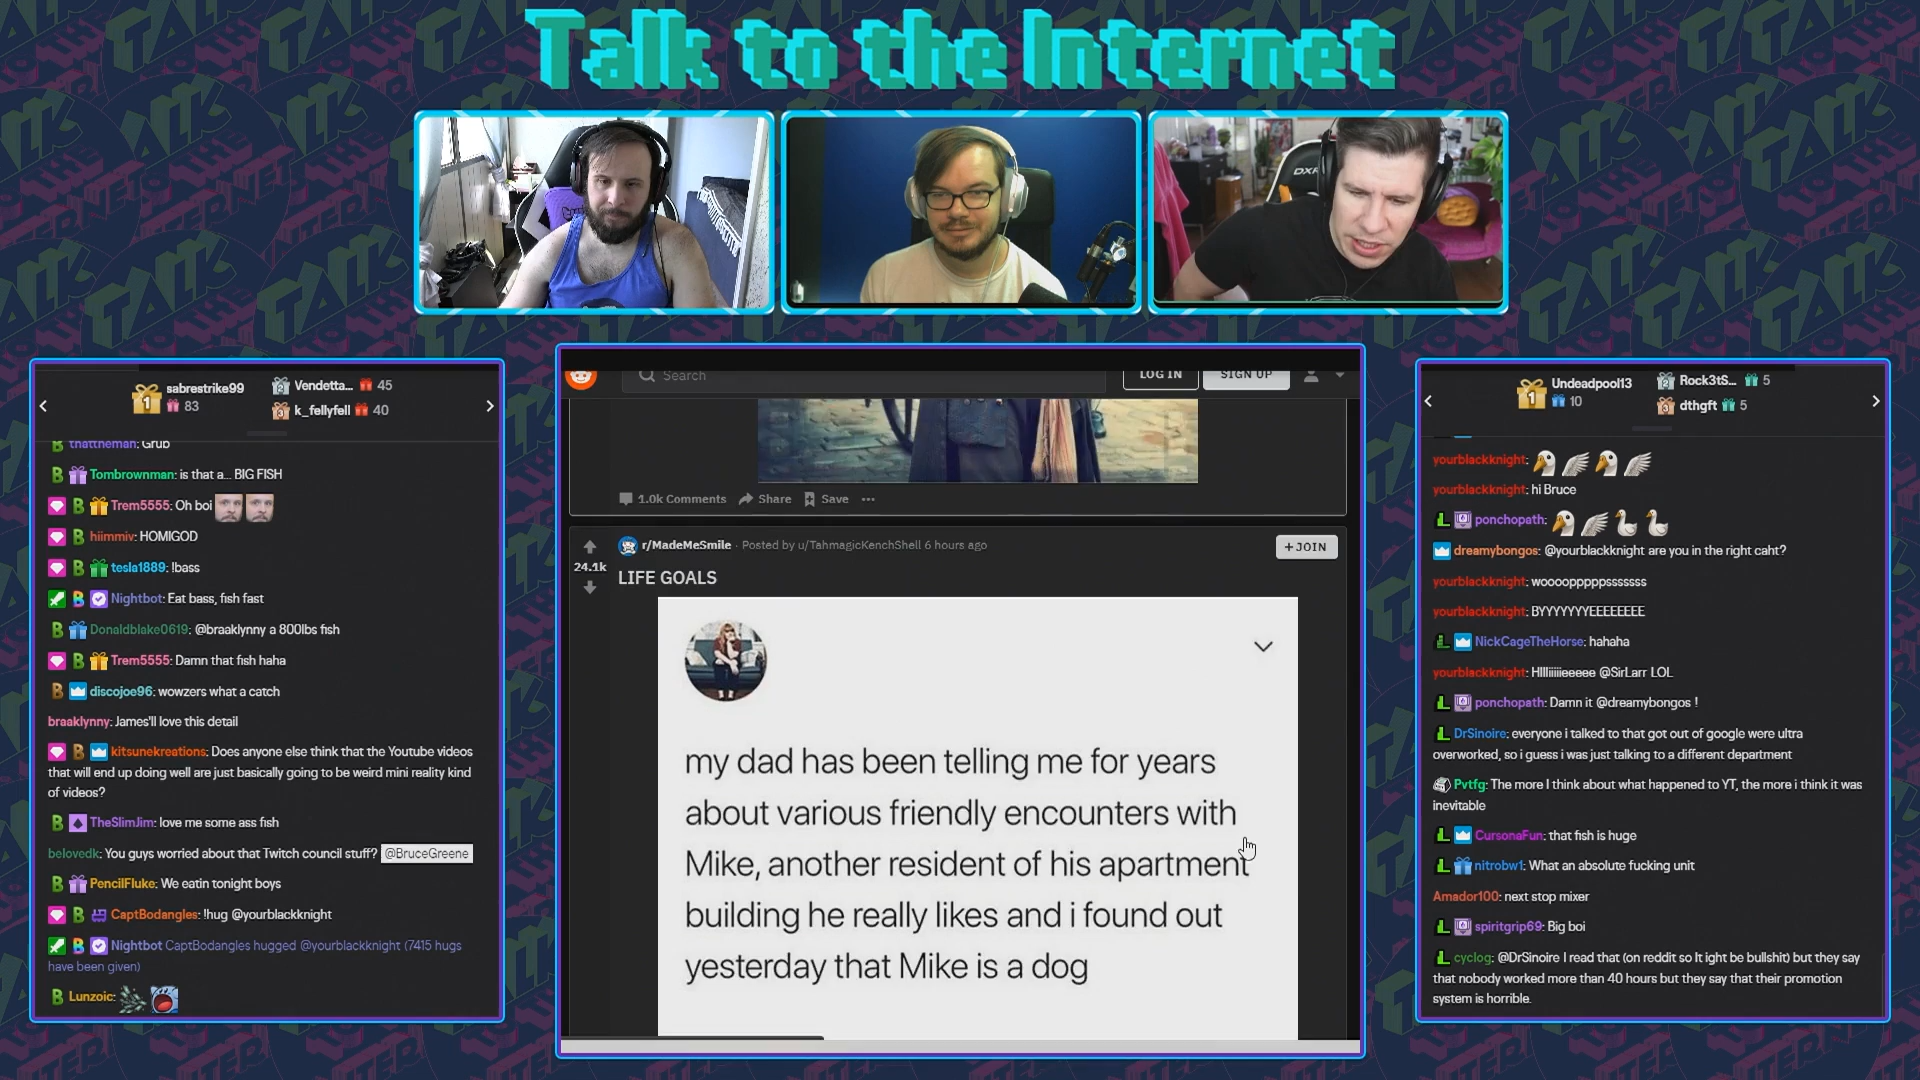 Talk to the Internet
DXR
sabrestrike99
83
Vendetta... 45
k_fellyfell 40
thattheman: Grub
Tombrownman: is that a... BIG FISH
Trem5555: Oh boi
hiimmiv: HOMIGOD
tesla1889: !bass
Nightbot: Eat bass, fish fast
Donaldblake0619: @braaklynny a 800lbs fish
Trem5555: Damn that fish haha
discojoe96: wowzers what a catch
braaklynny: James'll love this detail
kitsunekreations: Does anyone else think that the Youtube videos
that will end up doing well are just basically going to be weird mini reality kind
of videos?
TheSlimJim: love me some ass fish
belovedk: You guys worried about that Twitch council stuff? @BruceGreene
PencilFluke: We eatin tonight boys
CaptBodangles: !hug @yourblackknight
Nightbot CaptBodangles hugged @yourblackknight (7415 hugs
have been given)
Lunzoic:
Search
LOG IN
SIGN UP
1.0k Comments Share Save ...
r/MadeMeSmile · Posted by u/TahmagicKenchShell 6 hours ago
+ JOIN
24.1k
LIFE GOALS
my dad has been telling me for years
about various friendly encounters with
Mike, another resident of his apartment
building he really likes and i found out
yesterday that Mike is a dog
Undeadpool13
10
Rock3tS... 5
dthgft 5
yourblackknight:
yourblackknight: hi Bruce
ponchopath:
dreamybongos: @yourblackknight are you in the right caht?
yourblackknight: woooopppppsssssss
yourblackknight: BYYYYYYYEEEEEEEE
NickCageTheHorse: hahaha
yourblackknight: HIlliiiiieeeee @SirLarr LOL
ponchopath: Damn it @dreamybongos !
DrSinoire: everyone i talked to that got out of google were ultra
overworked, so i guess i was just talking to a different department
Pvtfg: The more I think about what happened to YT, the more i think it was
inevitable
CursonaFun: that fish is huge
nitrobw1: What an absolute fucking unit
Amador100: next stop mixer
spiritgrip69: Big boi
cyclog: @DrSinoire I read that (on reddit so It ight be bullshit) but they say
that nobody worked more than 40 hours but they say that their promotion
system is horrible.